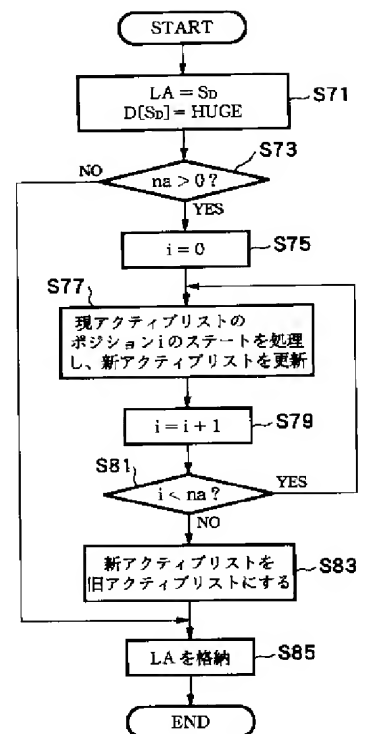 START
LA = SD
D[SD] = HUGE
S71
S73
NO
na > 0 ?
YES
i = 0
S75
S77
現アクティブリストの
ポジション i のステートを処理
し、新アクティブリストを更新
i = i + 1
S79
S81
i < na ?
YES
NO
新アクティブリストを
旧アクティブリストにする
S83
LA を格納
S85
END